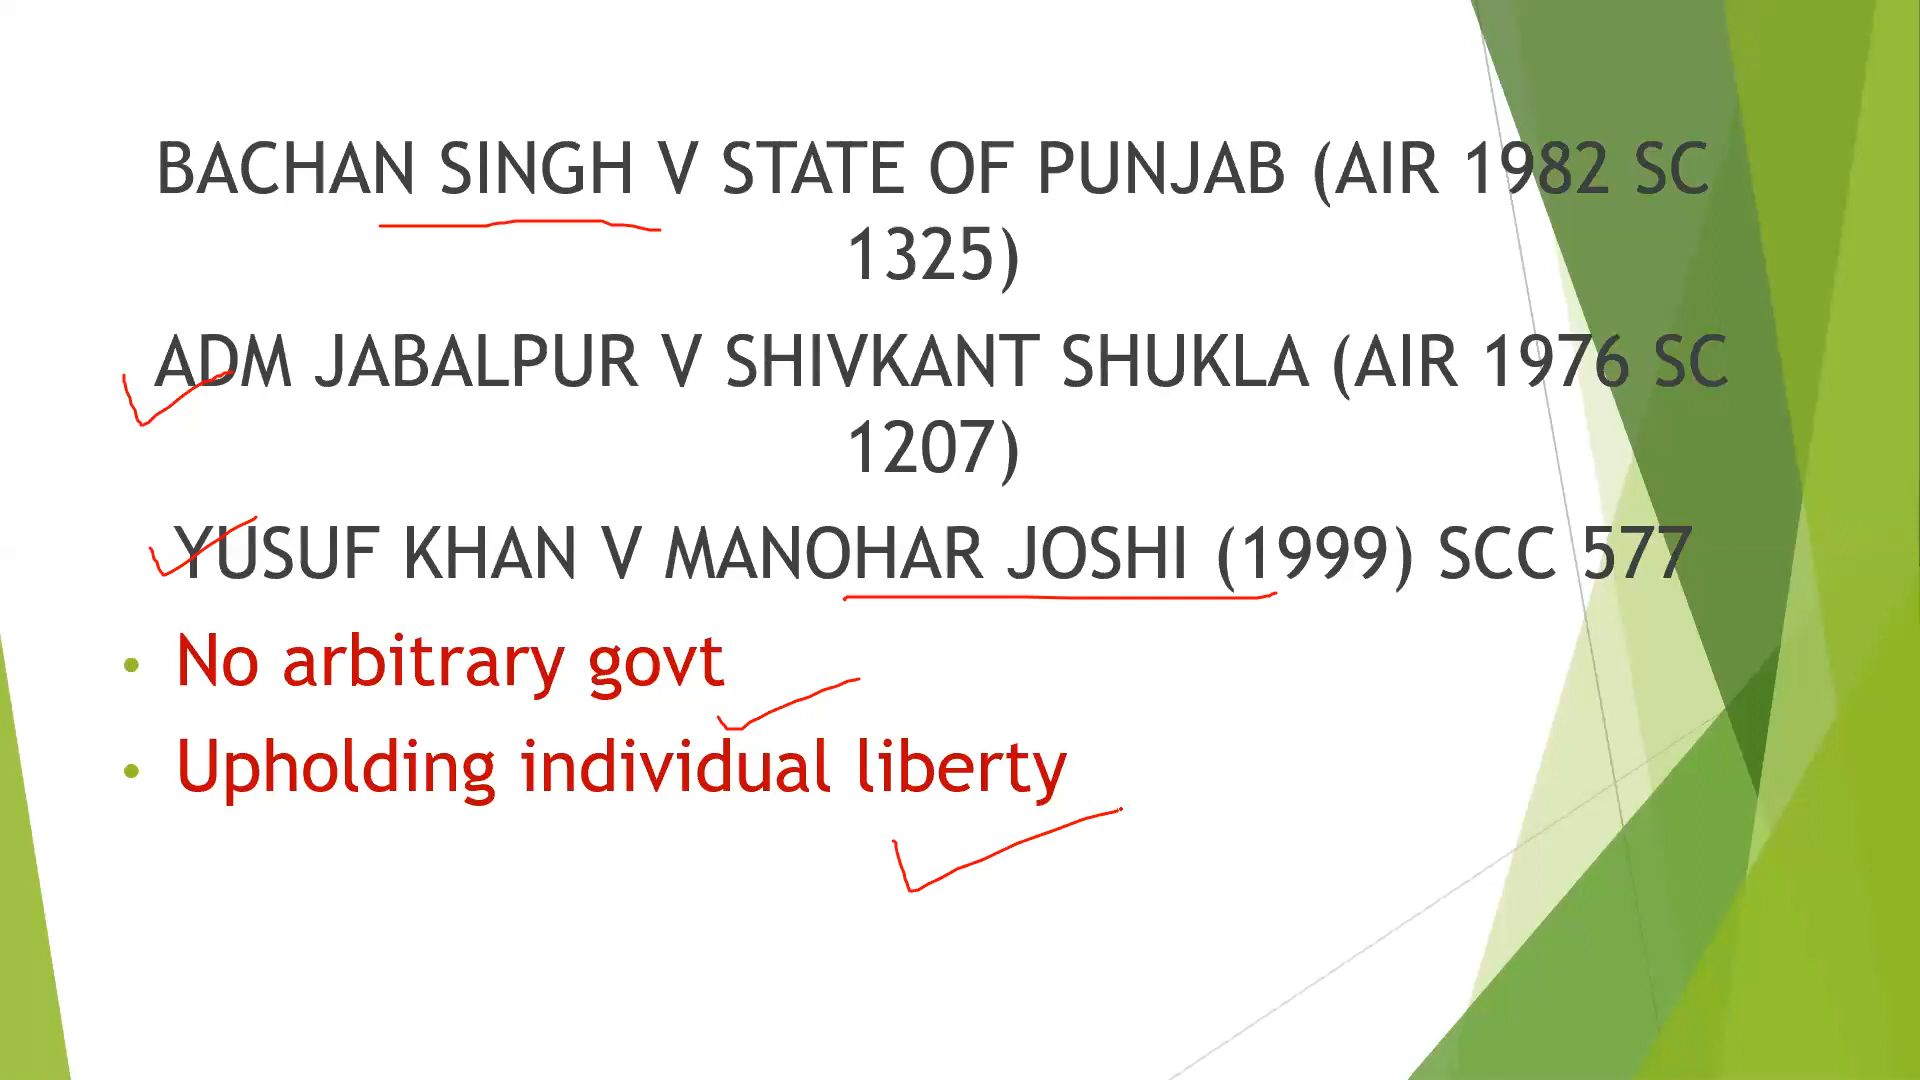 BACHAN SINGH V STATE OF PUNJAB (AIR 1982 SC
1325)
ADM JABALPUR V SHIVKANT SHUKLA (AIR 1976 SC
1207)
YUSUF KHAN V MANOHAR JOSHI (1999) SCC 577
• No arbitrary govt
• Upholding individual liberty